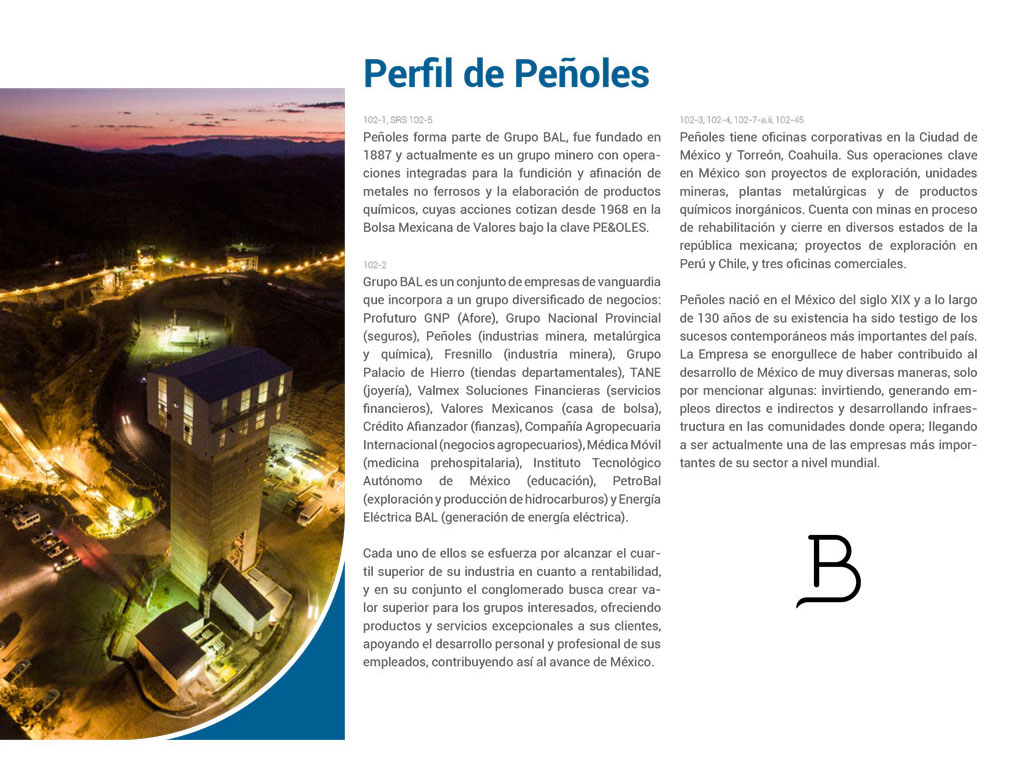 Perfil de Peñoles
102-1, SRS 102-5
Peñoles forma parte de Grupo BAL, fue fundado en
1887 y actualmente es un grupo minero con opera-
ciones integradas para la fundición y afinación de
metales no ferrosos y la elaboración de productos
químicos, cuyas acciones cotizan desde 1968 en la
Bolsa Mexicana de Valores bajo la clave PE&OLES.
102-2
Grupo BAL es un conjunto de empresas de vanguardia
que incorpora a un grupo diversificado de negocios:
Profuturo GNP (Afore), Grupo Nacional Provincial
(seguros), Peñoles (industrias minera, metalúrgica
y química), Fresnillo (industria minera), Grupo
Palacio de Hierro (tiendas departamentales), TANE
(joyería), Valmex Soluciones Financieras (servicios
financieros), Valores Mexicanos (casa de bolsa),
Crédito Afianzador (fianzas), Compañía Agropecuaria
Internacional (negocios agropecuarios), Médica Móvil
(medicina prehospitalaria), Instituto Tecnológico
Autónomo de México (educación), PetroBal
(exploración y producción de hidrocarburos) y Energía
Eléctrica BAL (generación de energía eléctrica).
Cada uno de ellos se esfuerza por alcanzar el cuar-
til superior de su industria en cuanto a rentabilidad,
y en su conjunto el conglomerado busca crear va-
lor superior para los grupos interesados, ofreciendo
productos y servicios excepcionales a sus clientes,
apoyando el desarrollo personal y profesional de sus
empleados, contribuyendo así al avance de México.
102-3, 102-4, 102-7-a.ii, 102-45
Peñoles tiene oficinas corporativas en la Ciudad de
México y Torreón, Coahuila. Sus operaciones clave
en México son proyectos de exploración, unidades
mineras, plantas metalúrgicas y de productos
químicos inorgánicos. Cuenta con minas en proceso
de rehabilitación y cierre en diversos estados de la
república mexicana; proyectos de exploración en
Perú y Chile, y tres oficinas comerciales.
Peñoles nació en el México del siglo XIX y a lo largo
de 130 años de su existencia ha sido testigo de los
sucesos contemporáneos más importantes del país.
La Empresa se enorgullece de haber contribuido al
desarrollo de México de muy diversas maneras, solo
por mencionar algunas: invirtiendo, generando em-
pleos directos e indirectos y desarrollando infraes-
tructura en las comunidades donde opera; llegando
a ser actualmente una de las empresas más impor-
tantes de su sector a nivel mundial.
B